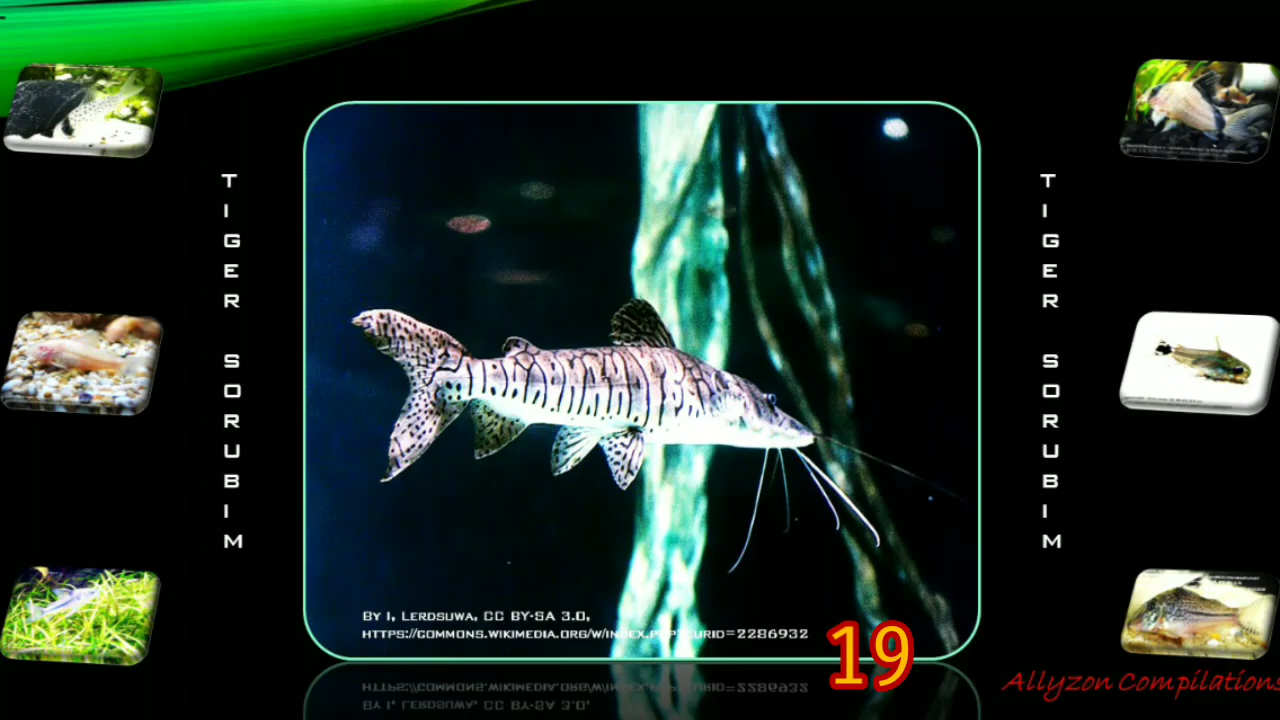 TIGER SORUBIM
TIGER SORUBIM
By I, Lerdsuwa, CC BY-SA 3.0,
https://commons.wikimedia.org/w/index.php?curid=2286932
19
Allyzon Compilations